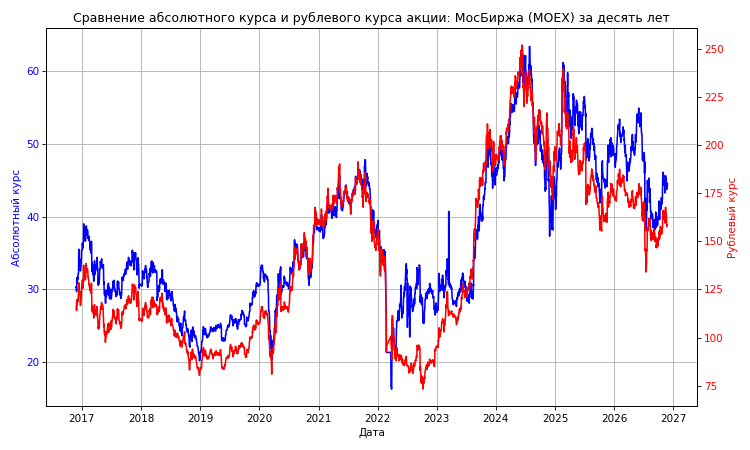 Сравнение абсолютного курса и рублевого курса акции: МосБиржа (MOEX) за десять лет
60
50
40
30
20
Абсолютный курс
250
225
200
175
150
125
100
75
Рублевый курс
2017 2018 2019 2020 2021 2022 2023 2024 2025 2026 2027
Дата